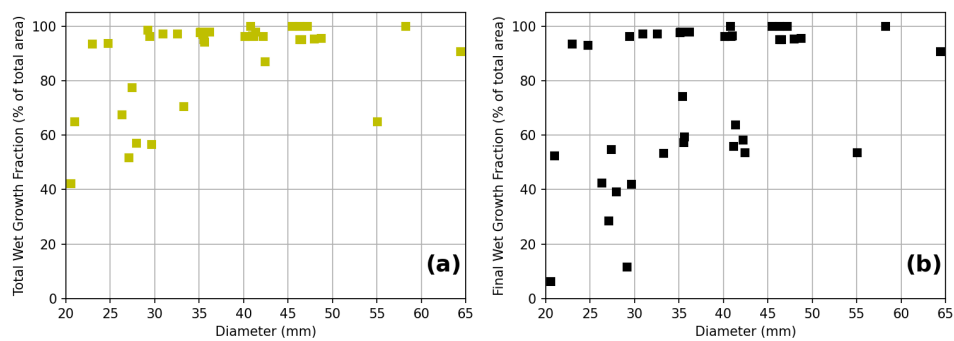 Total Wet Growth Fraction (% of total area)
100
80
60
40
20
0
20 25 30 35 40 45 50 55 60 65
Diameter (mm)
(a)
Final Wet Growth Fraction (% of total area)
100
80
60
40
20
0
20 25 30 35 40 45 50 55 60 65
Diameter (mm)
(b)